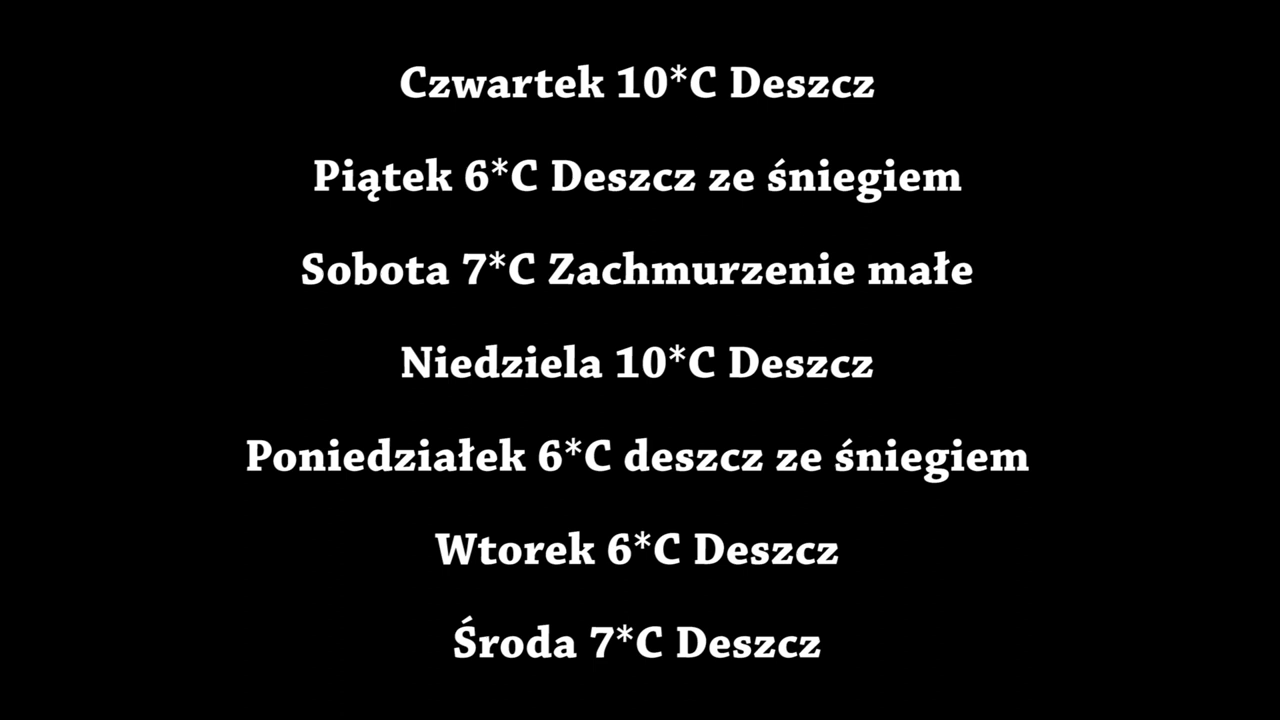 Czwartek 10*C Deszcz
Piątek 6*C Deszcz ze śniegiem
Sobota 7*C Zachmurzenie małe
Niedziela 10*C Deszcz
Poniedziałek 6*C deszcz ze śniegiem
Wtorek 6*C Deszcz
Środa 7*C Deszcz